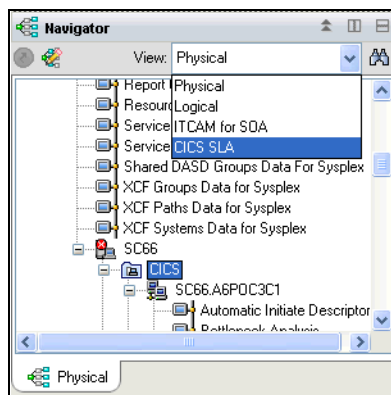 Navigator
View: Physical
Report
Physical
Resour
Logical
Service
ITCAM for SOA
Service
CICS SLA
Shared DASD Groups Data For Sysplex
XCF Groups Data for Sysplex
XCF Paths Data for Sysplex
XCF Systems Data for Sysplex
SC66
CICS
SC66.A6POC3C1
Automatic Initiate Descriptor
Bottleneck Analysis
Physical